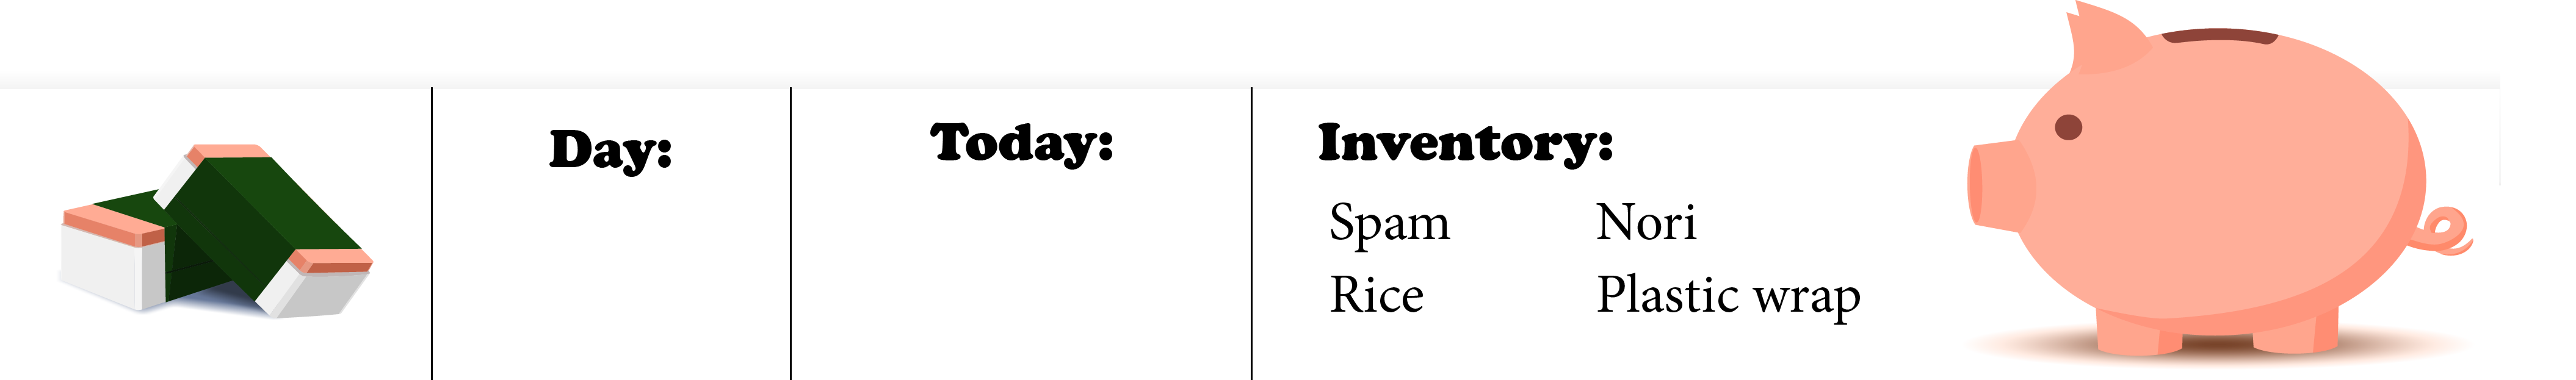 Day:
Today:
Inventory:
Spam
Nori
Rice
Plastic wrap